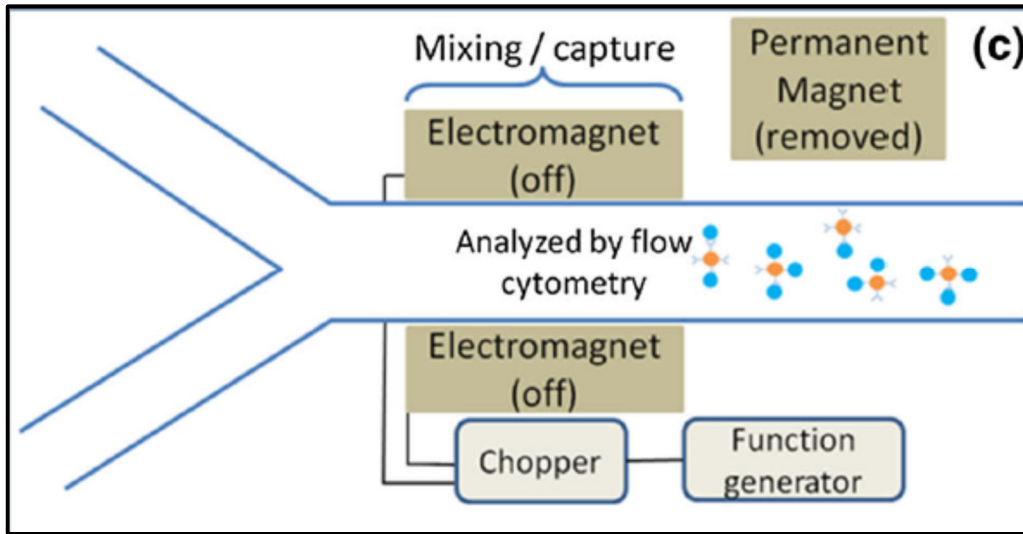 Mixing / capture
Permanent
Magnet
(removed)
(c)
Electromagnet
(off)
Analyzed by flow
cytometry
Electromagnet
(off)
Chopper
Function
generator